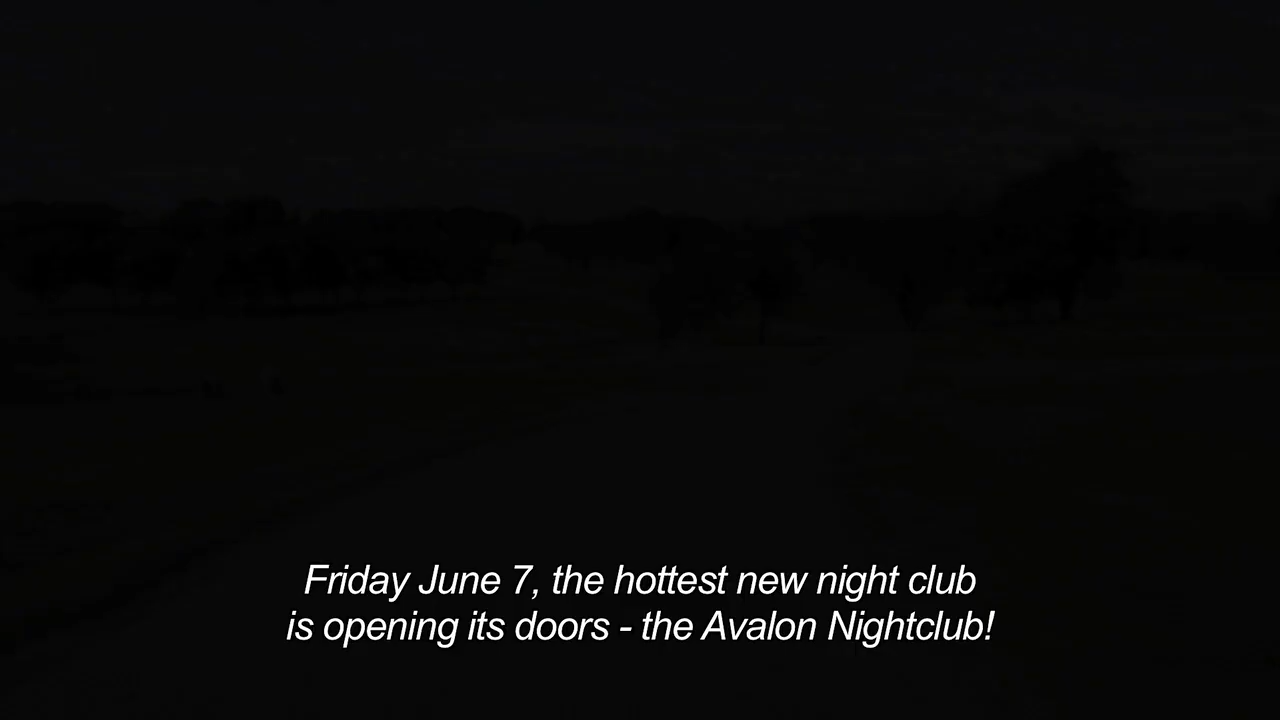 Friday June 7, the hottest new night club
is opening its doors - the Avalon Nightclub!